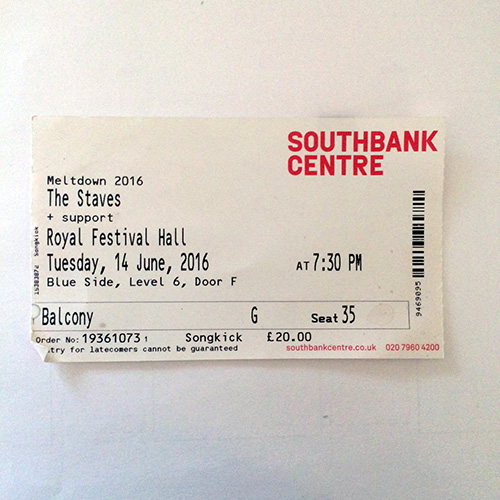 SOUTHBANK
CENTRE
Meltdown 2016
The Staves
+ support
Royal Festival Hall
Tuesday, 14 June, 2016 AT 7:30 PM
Blue Side, Level 6, Door F
Balcony G Seat 35
Order No: 19361073 1 Songkick £20.00
try for latecomers cannot be guaranteed
southbankcentre.co.uk 020 7960 4200
Songkick
9469095